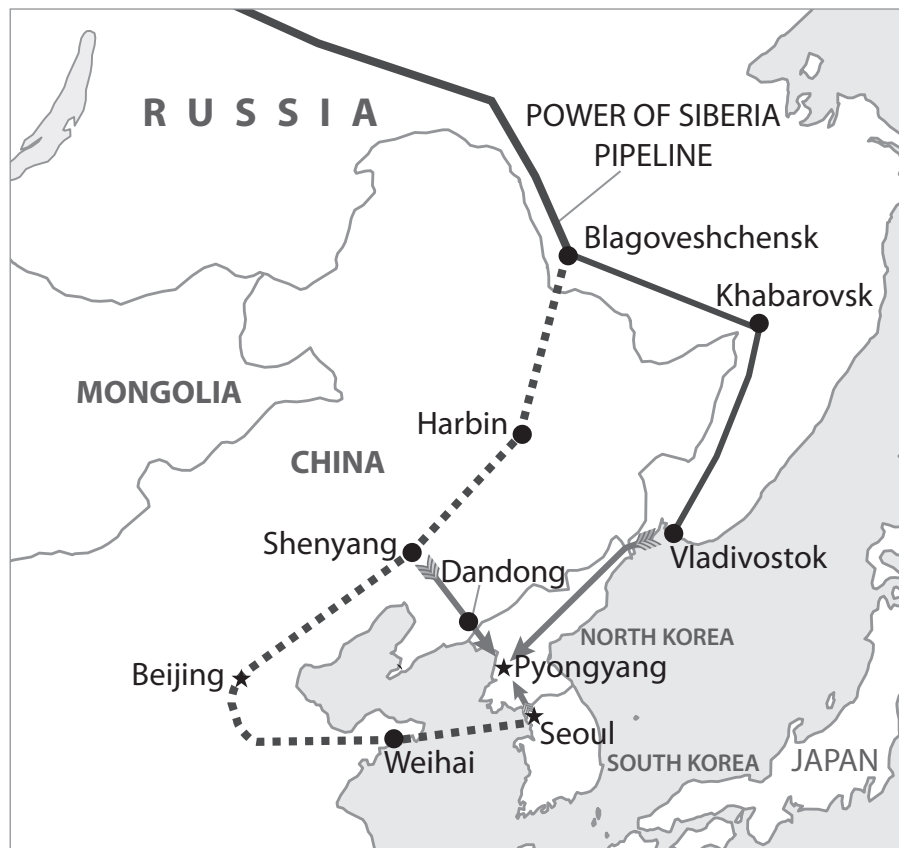 RUSSIA
POWER OF SIBERIA
PIPELINE
Blagoveshchensk
Khabarovsk
MONGOLIA
Harbin
CHINA
Shenyang
Dandong
Vladivostok
NORTH KOREA
Beijing
Pyongyang
Seoul
Weihai
SOUTH KOREA
JAPAN